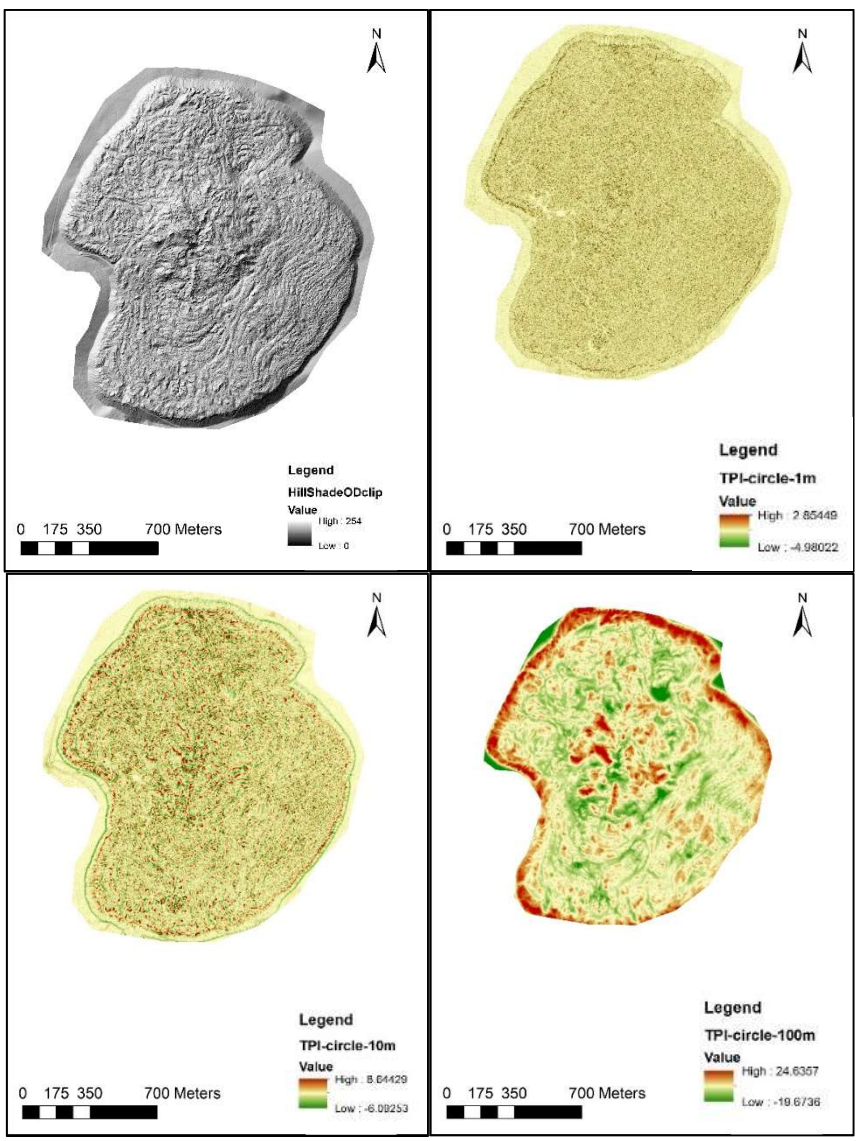 N
Legend
HillShadeODclip
Value
High : 254
Low : 0
0 175 350 700 Meters
N
Legend
TPI-circle-1m
Value
High : 2.85449
Low : -4.98022
0 175 350 700 Meters
N
Legend
TPI-circle-10m
Value
High : 8.64429
Low : -6.09253
0 175 350 700 Meters
N
Legend
TPI-circle-100m
Value
High : 24.6357
Low : -19.6736
0 175 350 700 Meters